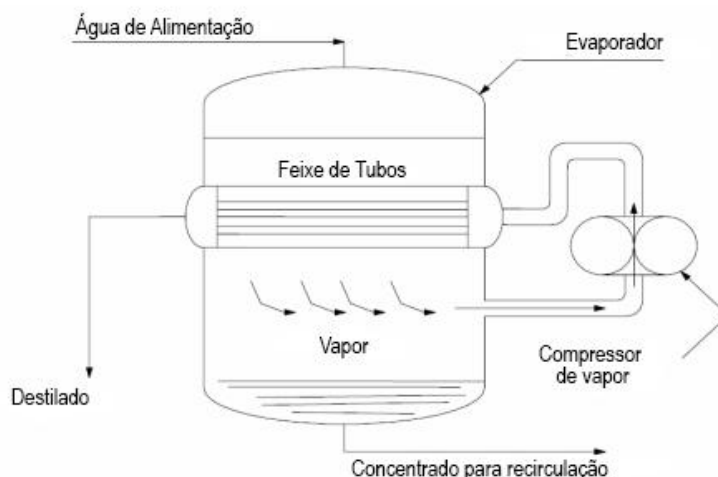 Água de Alimentação
Evaporador
Feixe de Tubos
Vapor
Compressor
de vapor
Destilado
Concentrado para recirculação